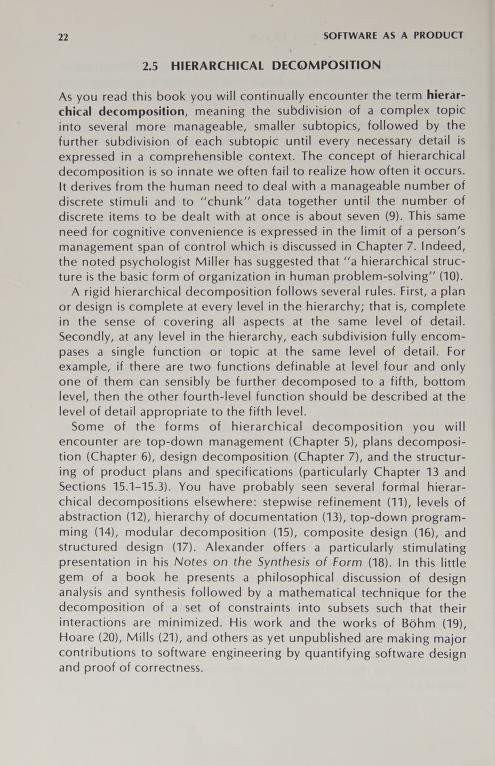 22 SOFTWARE AS A PRODUCT
2.5 HIERARCHICAL DECOMPOSITION
As you read this book you will continually encounter the term hierar-
chical decomposition, meaning the subdivision of a complex topic
into several more manageable, smaller subtopics, followed by the
further subdivision of each subtopic until every necessary detail is
expressed in a comprehensible context. The concept of hierarchical
decomposition is so innate we often fail to realize how often it occurs.
It derives from the human need to deal with a manageable number of
discrete stimuli and to "chunk" data together until the number of
discrete items to be dealt with at once is about seven (9). This same
need for cognitive convenience is expressed in the limit of a person's
management span of control which is discussed in Chapter 7. Indeed,
the noted psychologist Miller has suggested that "a hierarchical struc-
ture is the basic form of organization in human problem-solving" (10).
A rigid hierarchical decomposition follows several rules. First, a plan
or design is complete at every level in the hierarchy; that is, complete
in the sense of covering all aspects at the same level of detail.
Secondly, at any level in the hierarchy, each subdivision fully encom-
pases a single function or topic at the same level of detail. For
example, if there are two functions definable at level four and only
one of them can sensibly be further decomposed to a fifth, bottom
level, then the other fourth-level function should be described at the
level of detail appropriate to the fifth level.
Some of the forms of hierarchical decomposition you will
encounter are top-down management (Chapter 5), plans decomposi-
tion (Chapter 6), design decomposition (Chapter 7), and the structur-
ing of product plans and specifications (particularly Chapter 13 and
Sections 15.1–15.3). You have probably seen several formal hierar-
chical decompositions elsewhere: stepwise refinement (11), levels of
abstraction (12), hierarchy of documentation (13), top-down program-
ming (14), modular decomposition (15), composite design (16), and
structured design (17). Alexander offers a particularly stimulating
presentation in his Notes on the Synthesis of Form (18). In this little
gem of a book he presents a philosophical discussion of design
analysis and synthesis followed by a mathematical technique for the
decomposition of a set of constraints into subsets such that their
interactions are minimized. His work and the works of Böhm (19),
Hoare (20), Mills (21), and others as yet unpublished are making major
contributions to software engineering by quantifying software design
and proof of correctness.